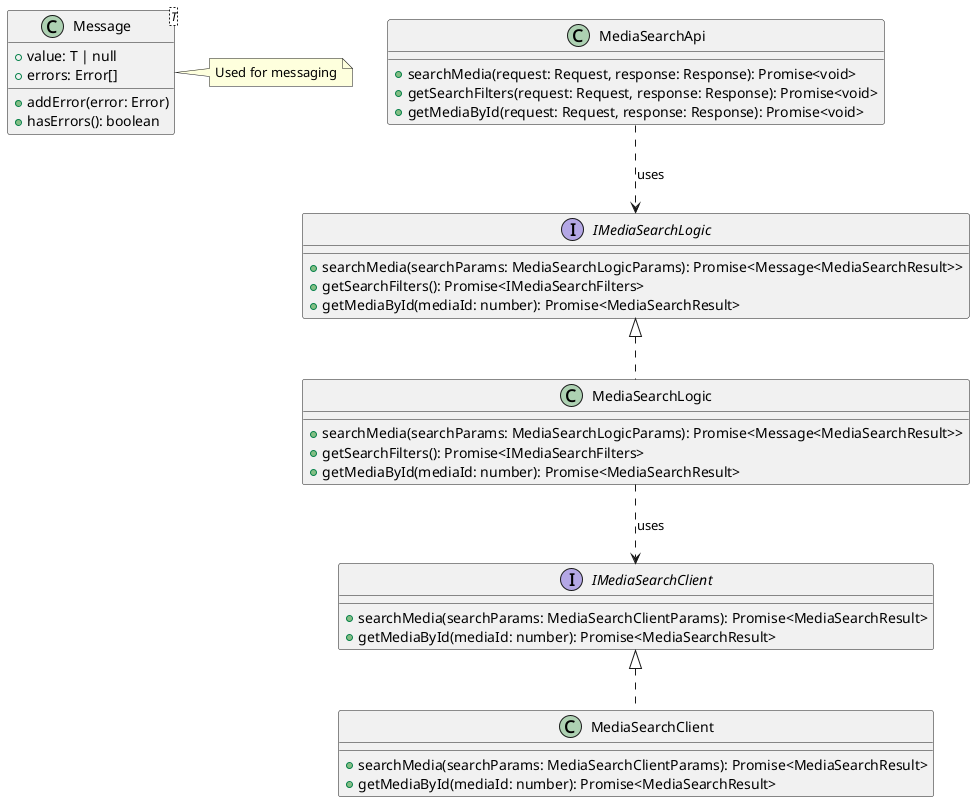 C Message T
+ value: T | null
+ errors: Error[]
+ addError(error: Error)
+ hasErrors(): boolean
Used for messaging
C MediaSearchApi
searchMedia(request: Request, response: Response): Promise<void>
getSearchFilters(request: Request, response: Response): Promise<void>
getMediaById(request: Request, response: Response): Promise<void>
uses
I IMediaSearchLogic
searchMedia(searchParams: MediaSearchLogicParams): Promise<Message<MediaSearchResult>>
getSearchFilters(): Promise<IMediaSearchFilters>
getMediaById(mediaId: number): Promise<MediaSearchResult>
C MediaSearchLogic
searchMedia(searchParams: MediaSearchLogicParams): Promise<Message<MediaSearchResult>>
getSearchFilters(): Promise<IMediaSearchFilters>
getMediaById(mediaId: number): Promise<MediaSearchResult>
uses
I IMediaSearchClient
searchMedia(searchParams: MediaSearchClientParams): Promise<MediaSearchResult>
getMediaById(mediaId: number): Promise<MediaSearchResult>
C MediaSearchClient
searchMedia(searchParams: MediaSearchClientParams): Promise<MediaSearchResult>
getMediaById(mediaId: number): Promise<MediaSearchResult>